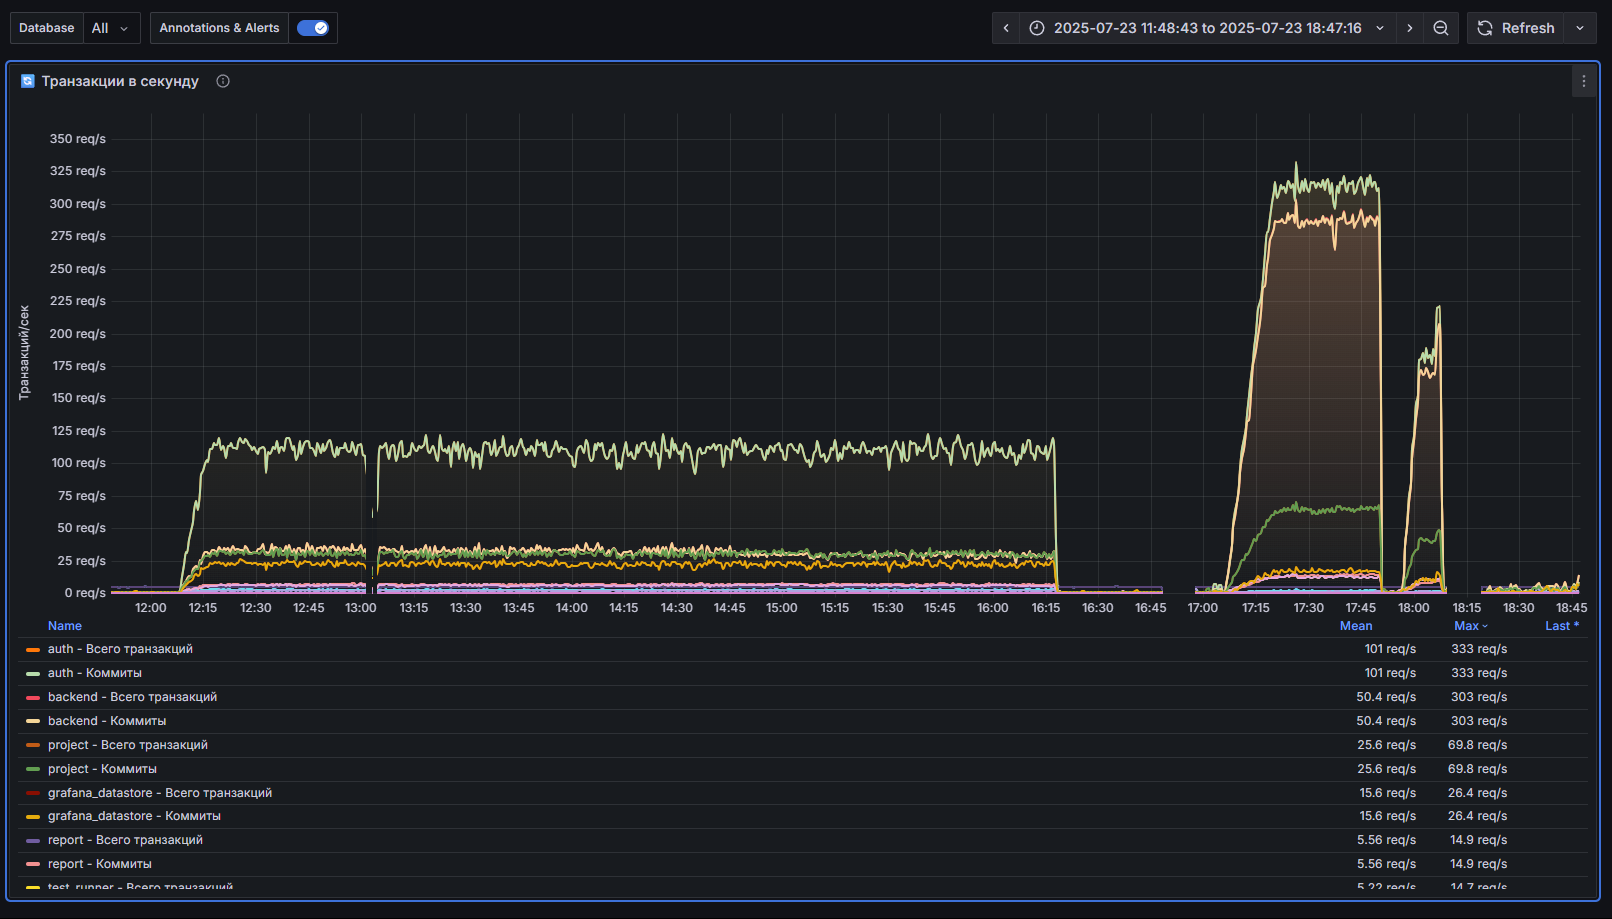 Database All Annotations & Alerts 2025-07-23 11:48:43 to 2025-07-23 18:47:16 Refresh
Транзакции в секунду
Транзакций/сек
350 req/s
325 req/s
300 req/s
275 req/s
250 req/s
225 req/s
200 req/s
175 req/s
150 req/s
125 req/s
100 req/s
75 req/s
50 req/s
25 req/s
0 req/s
12:00 12:15 12:30 12:45 13:00 13:15 13:30 13:45 14:00 14:15 14:30 14:45 15:00 15:15 15:30 15:45 16:00 16:15 16:30 16:45 17:00 17:15 17:30 17:45 18:00 18:15 18:30 18:45
Name Mean Max Last *
auth - Всего транзакций 101 req/s 333 req/s
auth - Коммиты 101 req/s 333 req/s
backend - Всего транзакций 50.4 req/s 303 req/s
backend - Коммиты 50.4 req/s 303 req/s
project - Всего транзакций 25.6 req/s 69.8 req/s
project - Коммиты 25.6 req/s 69.8 req/s
grafana_datastore - Всего транзакций 15.6 req/s 26.4 req/s
grafana_datastore - Коммиты 15.6 req/s 26.4 req/s
report - Всего транзакций 5.56 req/s 14.9 req/s
report - Коммиты 5.56 req/s 14.9 req/s
test_runner - Всего транзакций 5.22 req/s 14.7 req/s